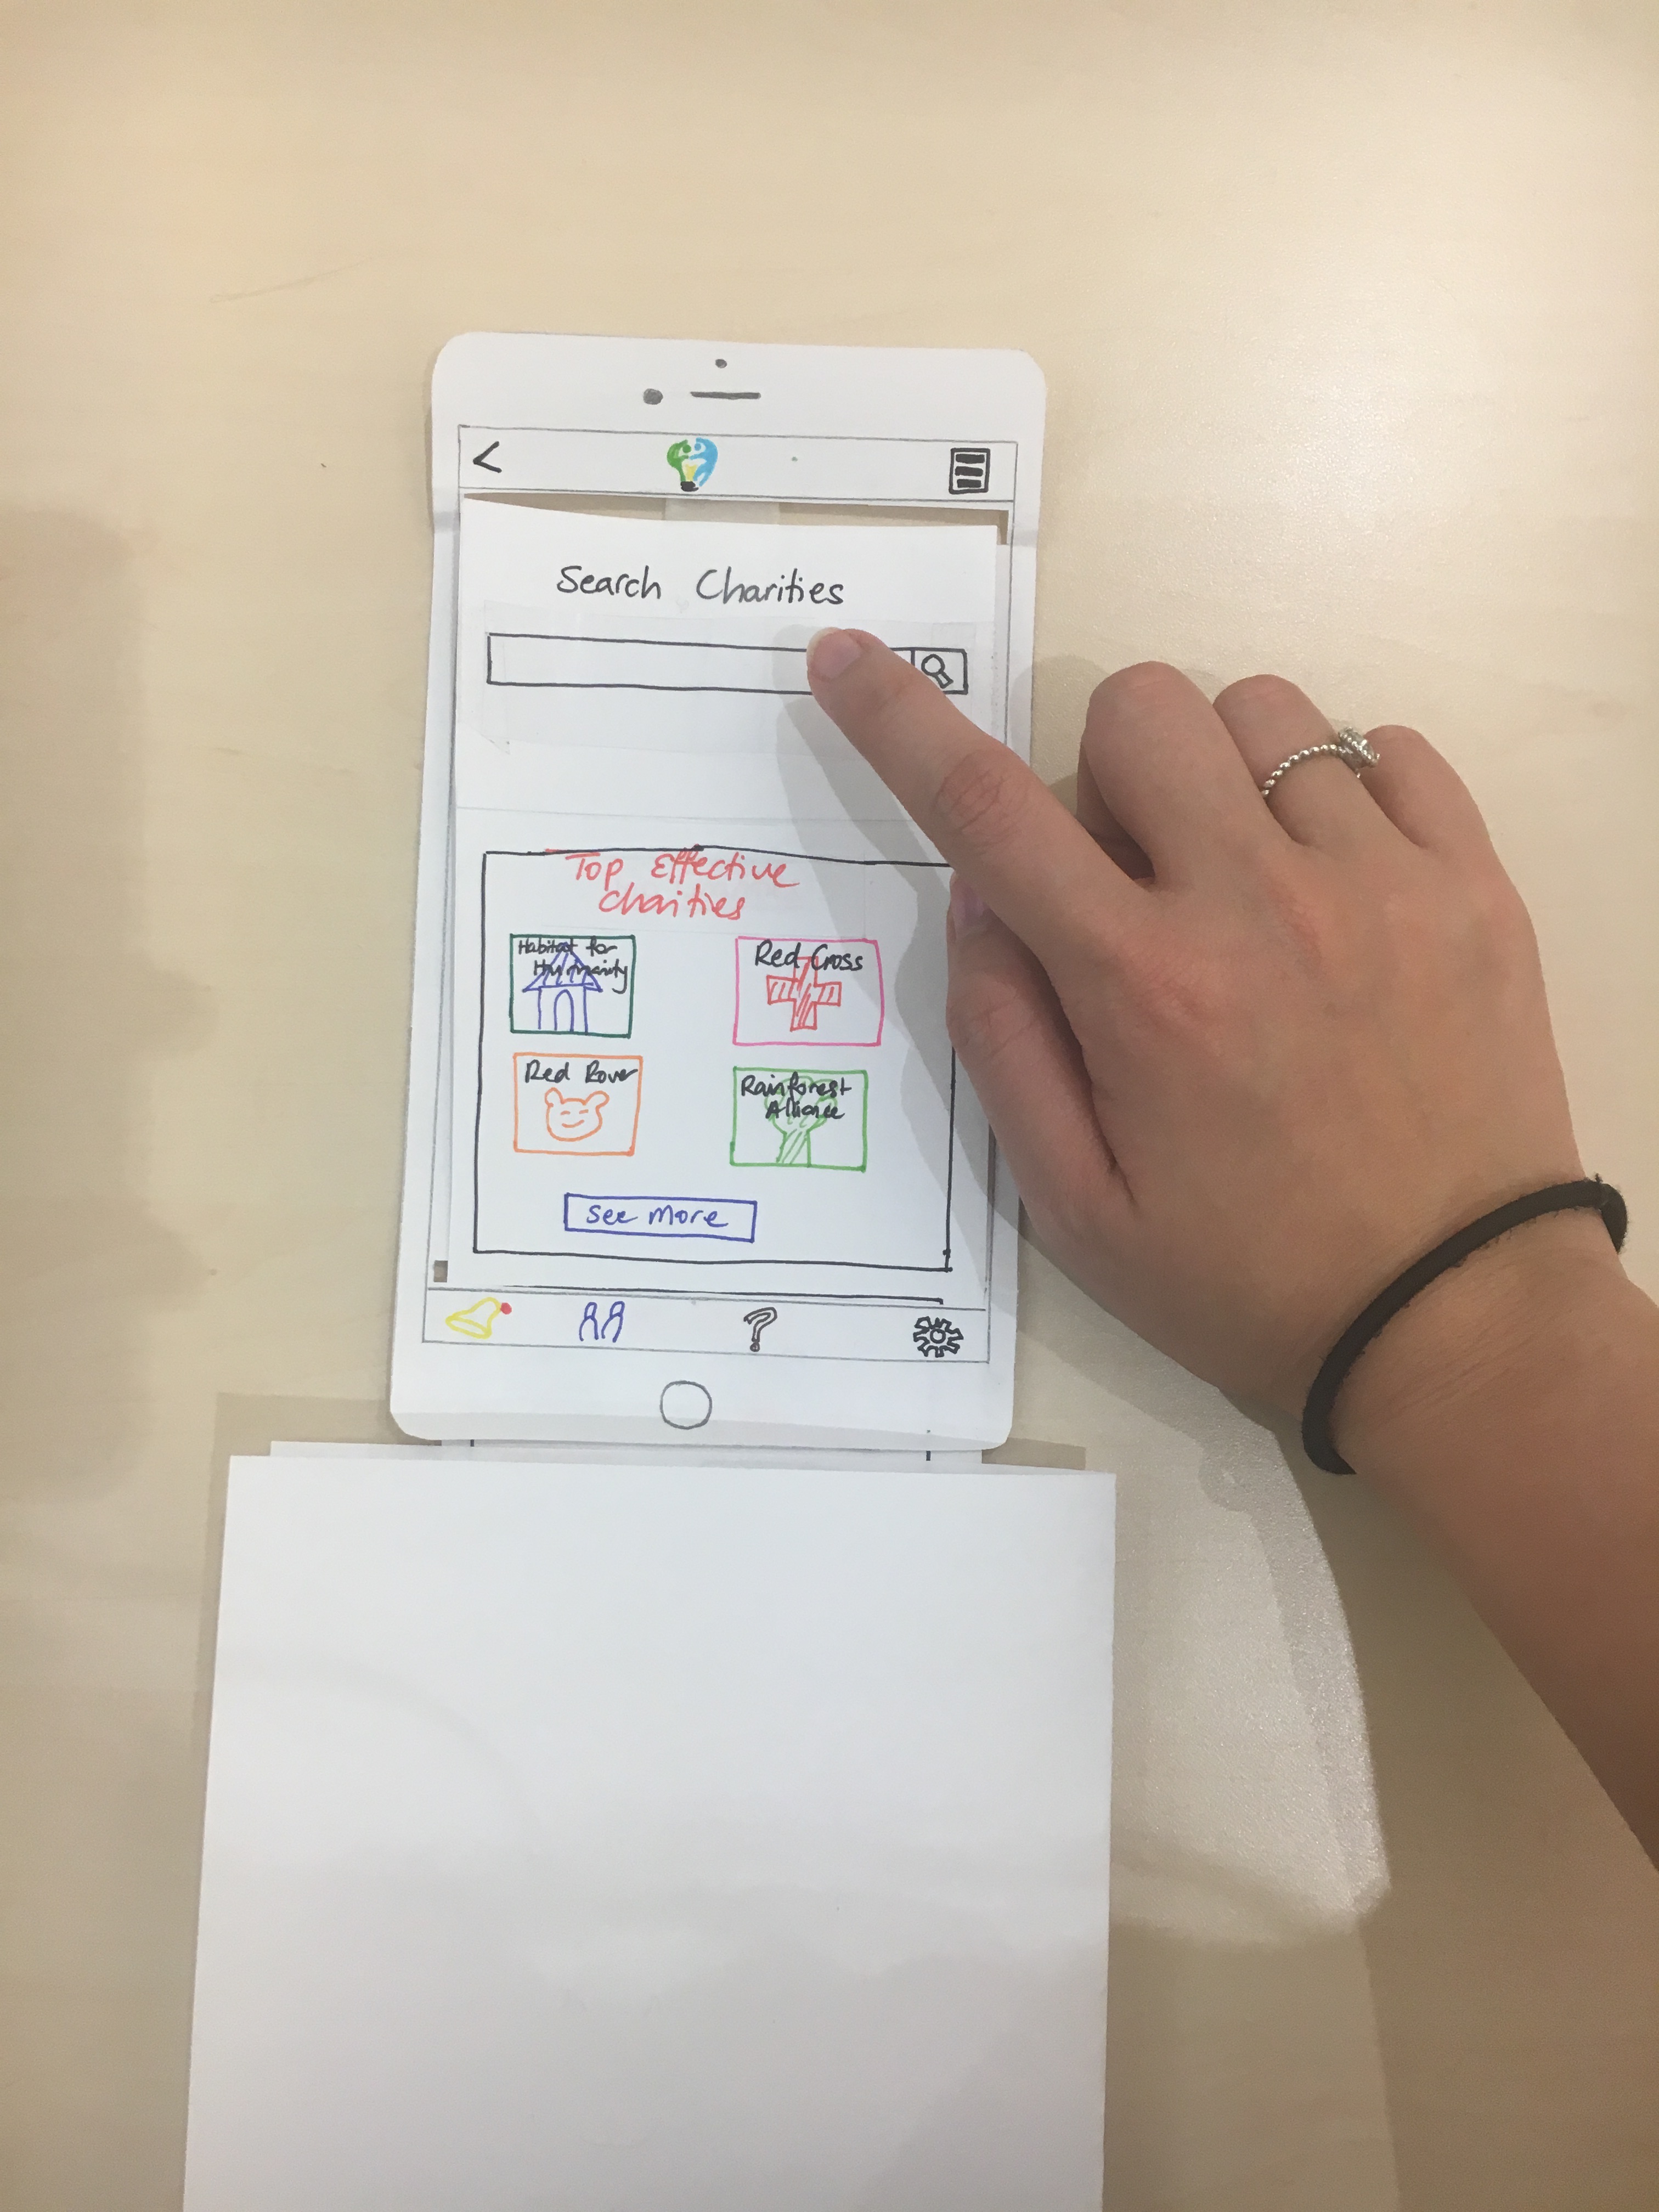 <
Search Charities
Top Effective
Charities
Habitat for
Humanity
Red Cross
Red Rover
Rainforest
Alliance
See More
?